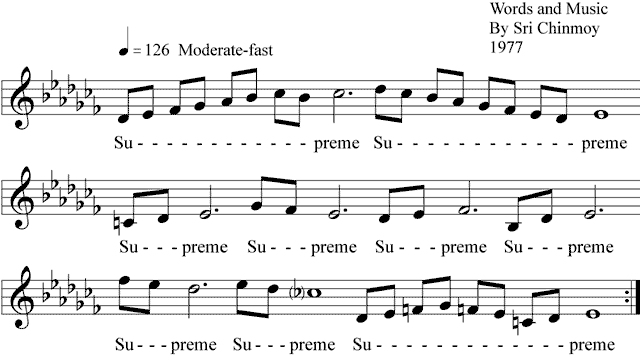 Words and Music
By Sri Chinmoy
1977
♩ = 126 Moderate-fast
Su - - - - - - - - - - - - - preme Su - - - - - - - - - - - - - - preme
Su - - - preme Su - - - preme Su - - - preme Su - - - preme
Su - - - preme Su - - - preme Su - - - - - - - - - - - - - - - preme